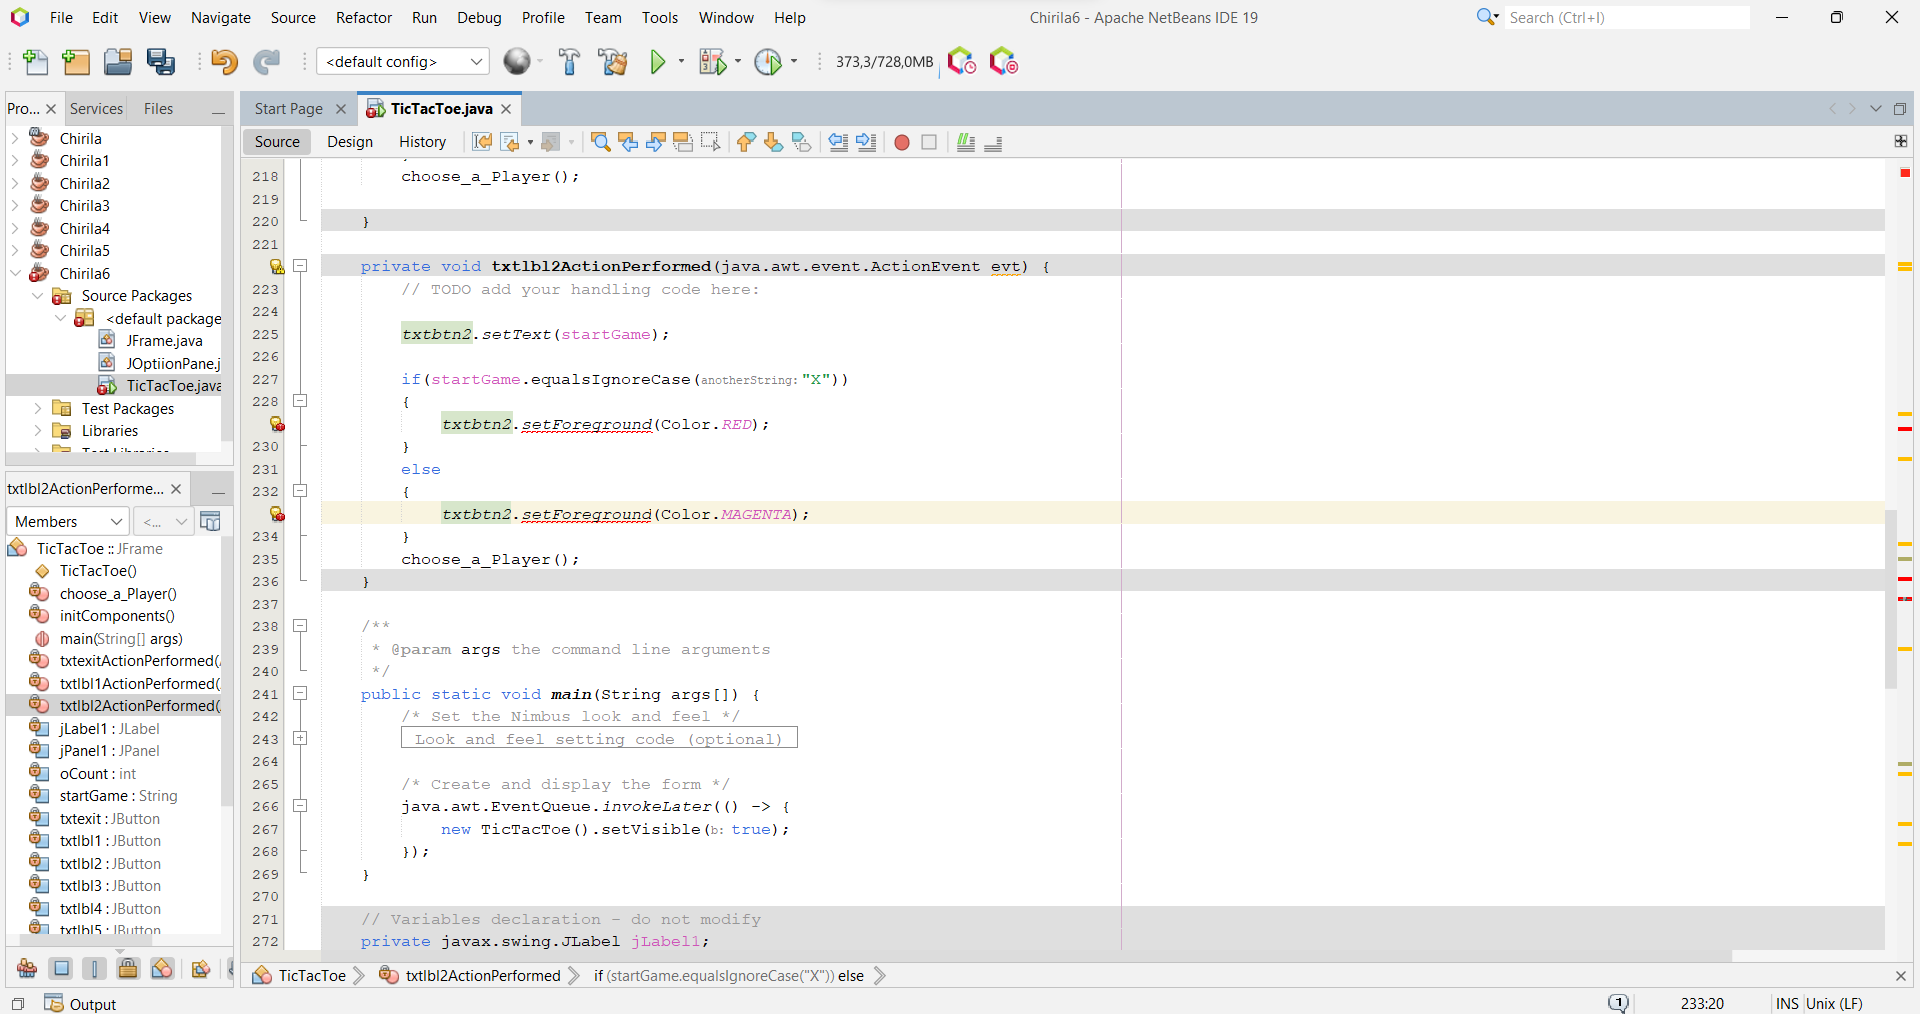 File Edit View Navigate Source Refactor Run Debug Profile Team Tools Window Help
Chirila6 - Apache NetBeans IDE 19
Search (Ctrl+I)
<default config>
373,3/728,0MB
Pro... Services Files
Chirila
Chirila1
Chirila2
Chirila3
Chirila4
Chirila5
Chirila6
Source Packages
<default package
JFrame.java
JOptiionPane.j
TicTacToe.java
Test Packages
Libraries
Test Libraries
txtlbl2ActionPerforme...
Members <...
TicTacToe :: JFrame
TicTacToe()
choose_a_Player()
initComponents()
main(String[] args)
txtexitActionPerformed(
txtlbl1ActionPerformed(
txtlbl2ActionPerformed(
jLabel1 : JLabel
jPanel1 : JPanel
oCount : int
startGame : String
txtexit : JButton
txtlbl1 : JButton
txtlbl2 : JButton
txtlbl3 : JButton
txtlbl4 : JButton
txtlbl5 : JButton
Start Page TicTacToe.java
Source Design History
218 choose_a_Player();
219
220 }
221
private void txtlbl2ActionPerformed(java.awt.event.ActionEvent evt) {
223 // TODO add your handling code here:
224
225 txtbtn2.setText(startGame);
226
227 if(startGame.equalsIgnoreCase(anotherString: "X"))
228 {
txtbtn2.setForeground(Color.RED);
230 }
231 else
232 {
txtbtn2.setForeground(Color.MAGENTA);
234 }
235 choose_a_Player();
236 }
237
238 /**
239 * @param args the command line arguments
240 */
241 public static void main(String args[]) {
242 /* Set the Nimbus look and feel */
243 Look and feel setting code (optional)
264
265 /* Create and display the form */
266 java.awt.EventQueue.invokeLater(() -> {
267 new TicTacToe().setVisible(b: true);
268 });
269 }
270
271 // Variables declaration - do not modify
272 private javax.swing.JLabel jLabel1;
TicTacToe txtlbl2ActionPerformed if (startGame.equalsIgnoreCase("X")) else
Output
1
233:20 INS Unix (LF)